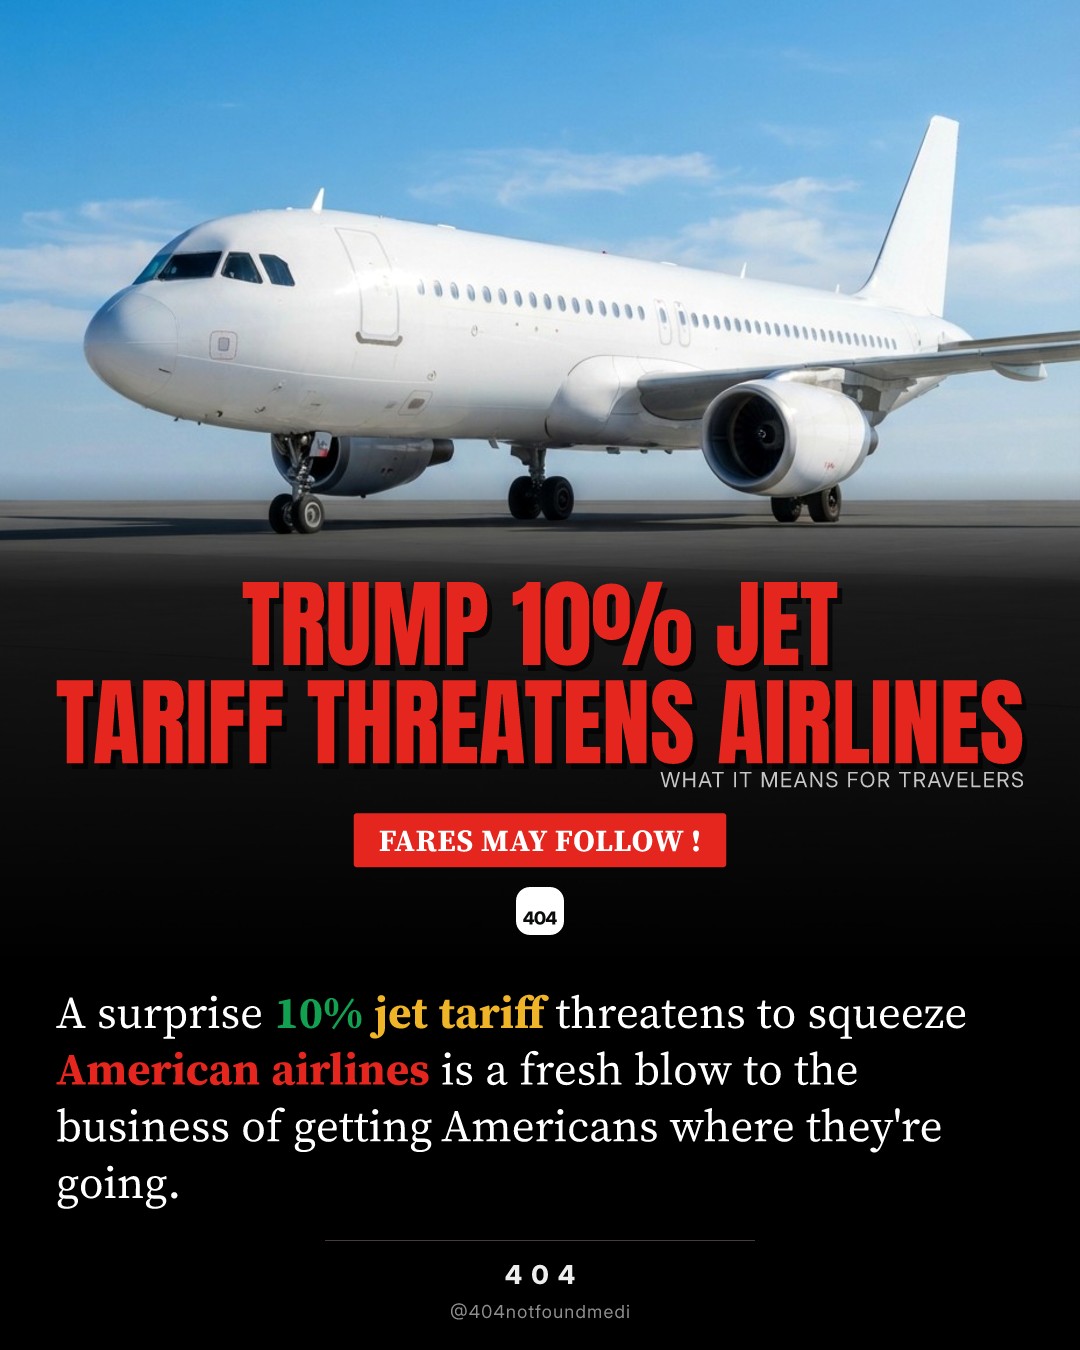 TRUMP 10% JET
TARIFF THREATENS AIRLINES
WHAT IT MEANS FOR TRAVELERS
FARES MAY FOLLOW !
404
A surprise 10% jet tariff threatens to squeeze
American airlines is a fresh blow to the
business of getting Americans where they're
going.
404
@404notfoundmedi